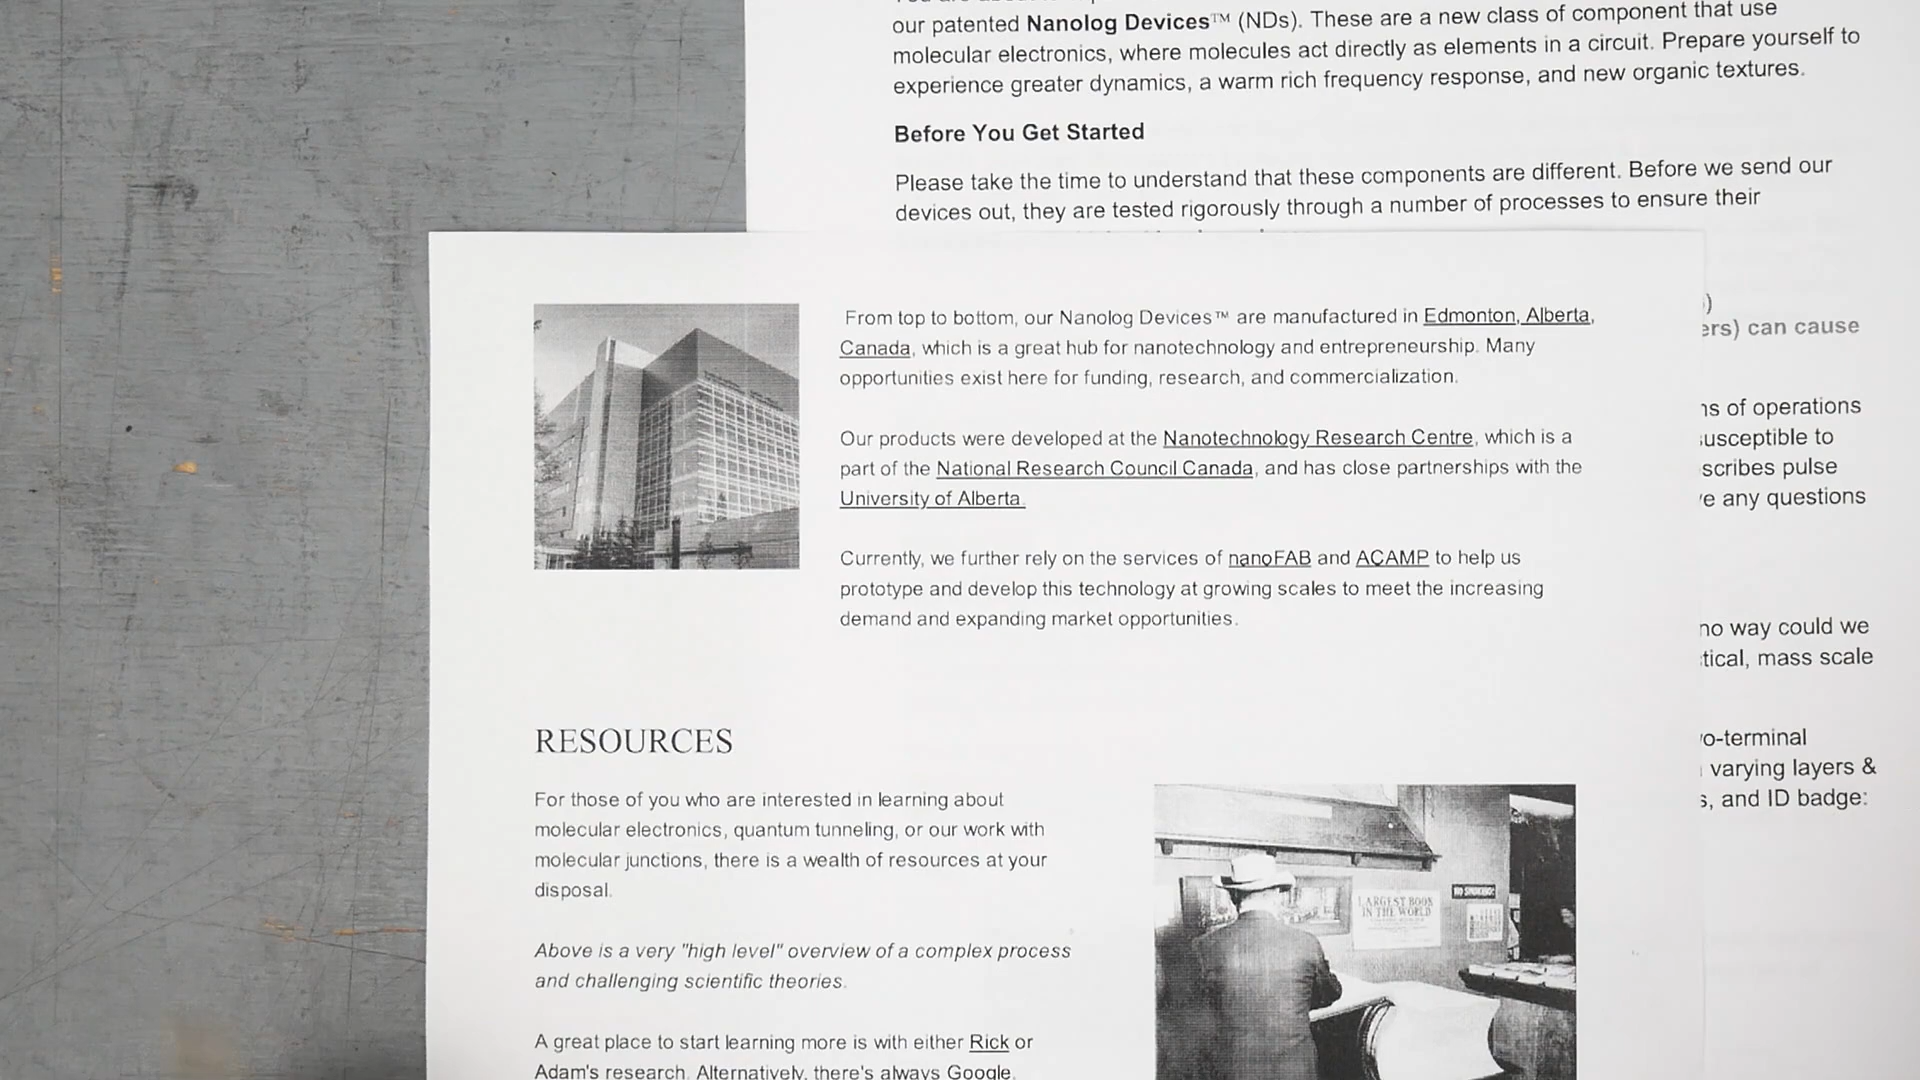 our patented Nanolog Devices™ (NDs). These are a new class of component that use
molecular electronics, where molecules act directly as elements in a circuit. Prepare yourself to
experience greater dynamics, a warm rich frequency response, and new organic textures.
Before You Get Started
Please take the time to understand that these components are different. Before we send our
devices out, they are tested rigorously through a number of processes to ensure their
can cause
of operations
to
pulse
any questions
no way could we
mass scale
varying layers &
and ID badge:
From top to bottom, our Nanolog Devices™ are manufactured in Edmonton, Alberta,
Canada, which is a great hub for nanotechnology and entrepreneurship. Many
opportunities exist here for funding, research, and commercialization.
Our products were developed at the Nanotechnology Research Centre, which is a
part of the National Research Council Canada, and has close partnerships with the
University of Alberta.
Currently, we further rely on the services of nanoFAB and ACAMP to help us
prototype and develop this technology at growing scales to meet the increasing
demand and expanding market opportunities.
RESOURCES
For those of you who are interested in learning about
molecular electronics, quantum tunneling, or our work with
molecular junctions, there is a wealth of resources at your
disposal.
Above is a very "high level" overview of a complex process
and challenging scientific theories.
A great place to start learning more is with either Rick or
Adam's research. Alternatively, there's always Google.
LARGEST BOOK
IN THE WORLD
NO SMOKING